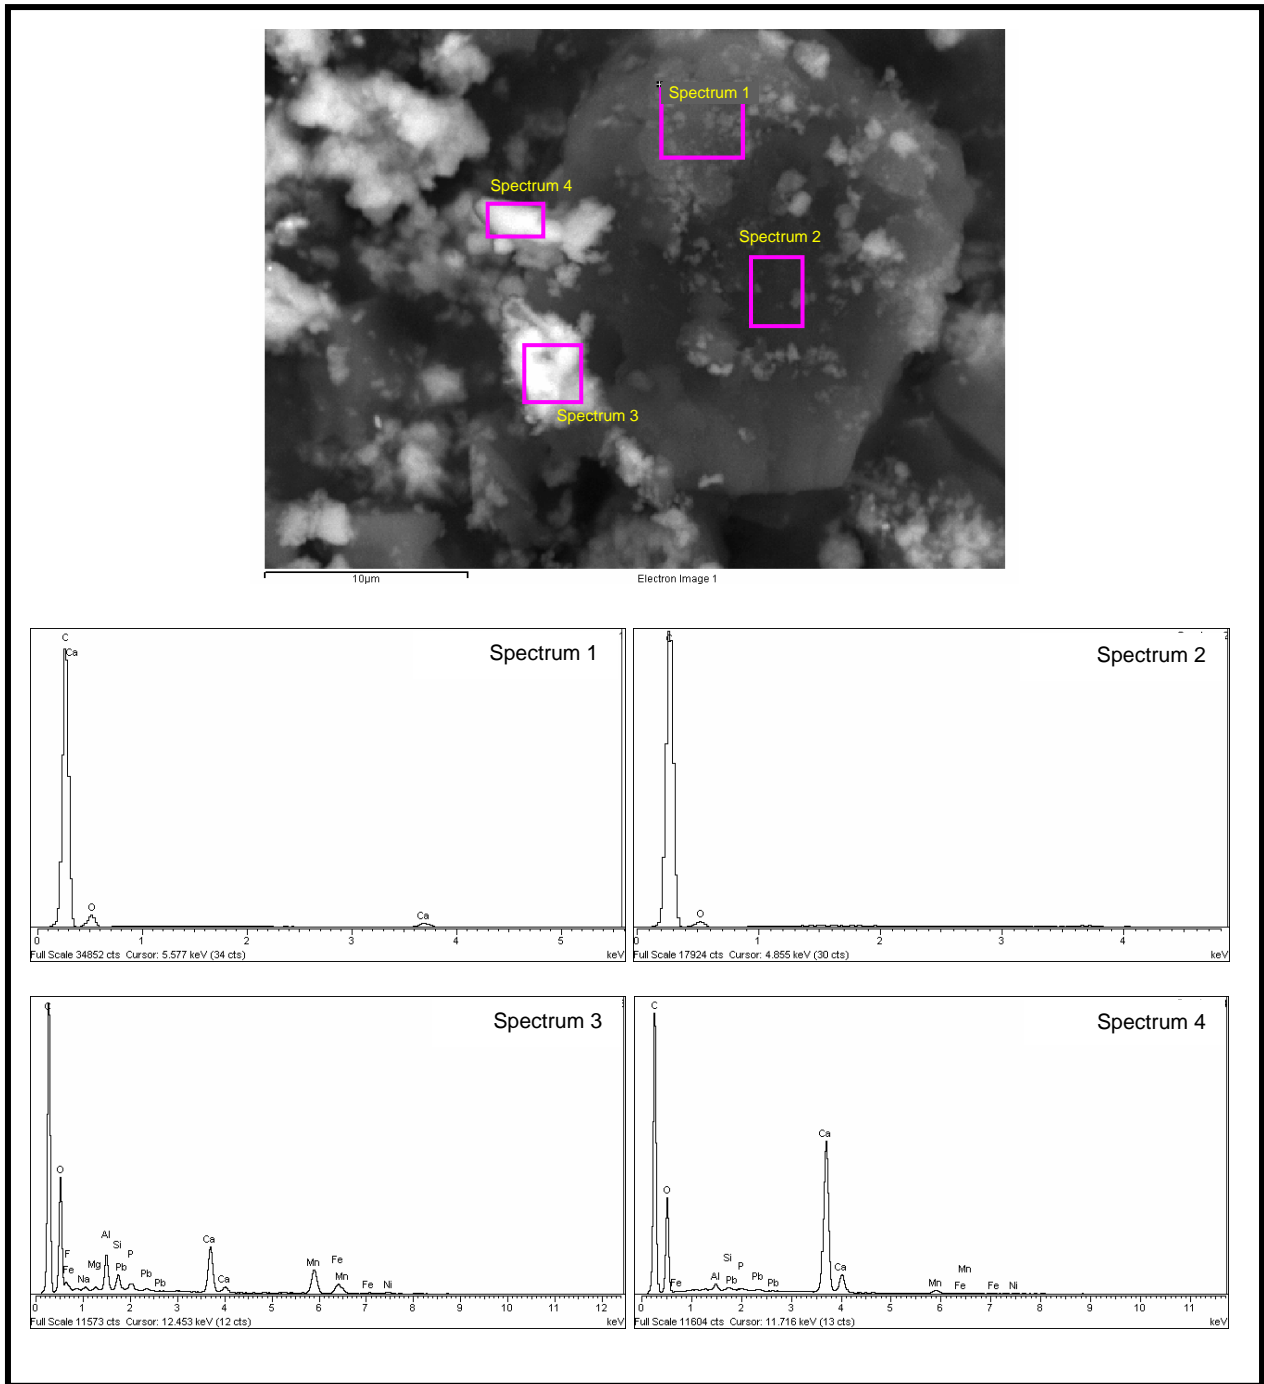 Spectrum 1
Spectrum 4
Spectrum 2
Spectrum 3
10µm Electron Image 1
Spectrum 1
C
Ca
O
Ca
0 1 2 3 4 5
Full Scale 34852 cts Cursor: 5.577 keV (34 cts) keV
Spectrum 2
C
O
0 1 2 3 4
Full Scale 17924 cts Cursor: 4.855 keV (30 cts) keV
Spectrum 3
C
O
F
Fe
Na
Mg
Al
Si
Pb
P
Pb
Pb
Ca
Ca
Mn
Fe
Mn
Fe
Ni
0 1 2 3 4 5 6 7 8 9 10 11 12
Full Scale 11573 cts Cursor: 12.453 keV (12 cts) keV
Spectrum 4
C
O
Fe
Al
Si
Pb
P
Pb
Pb
Ca
Ca
Mn
Mn
Fe
Fe
Ni
0 1 2 3 4 5 6 7 8 9 10 11
Full Scale 11604 cts Cursor: 11.716 keV (13 cts) keV